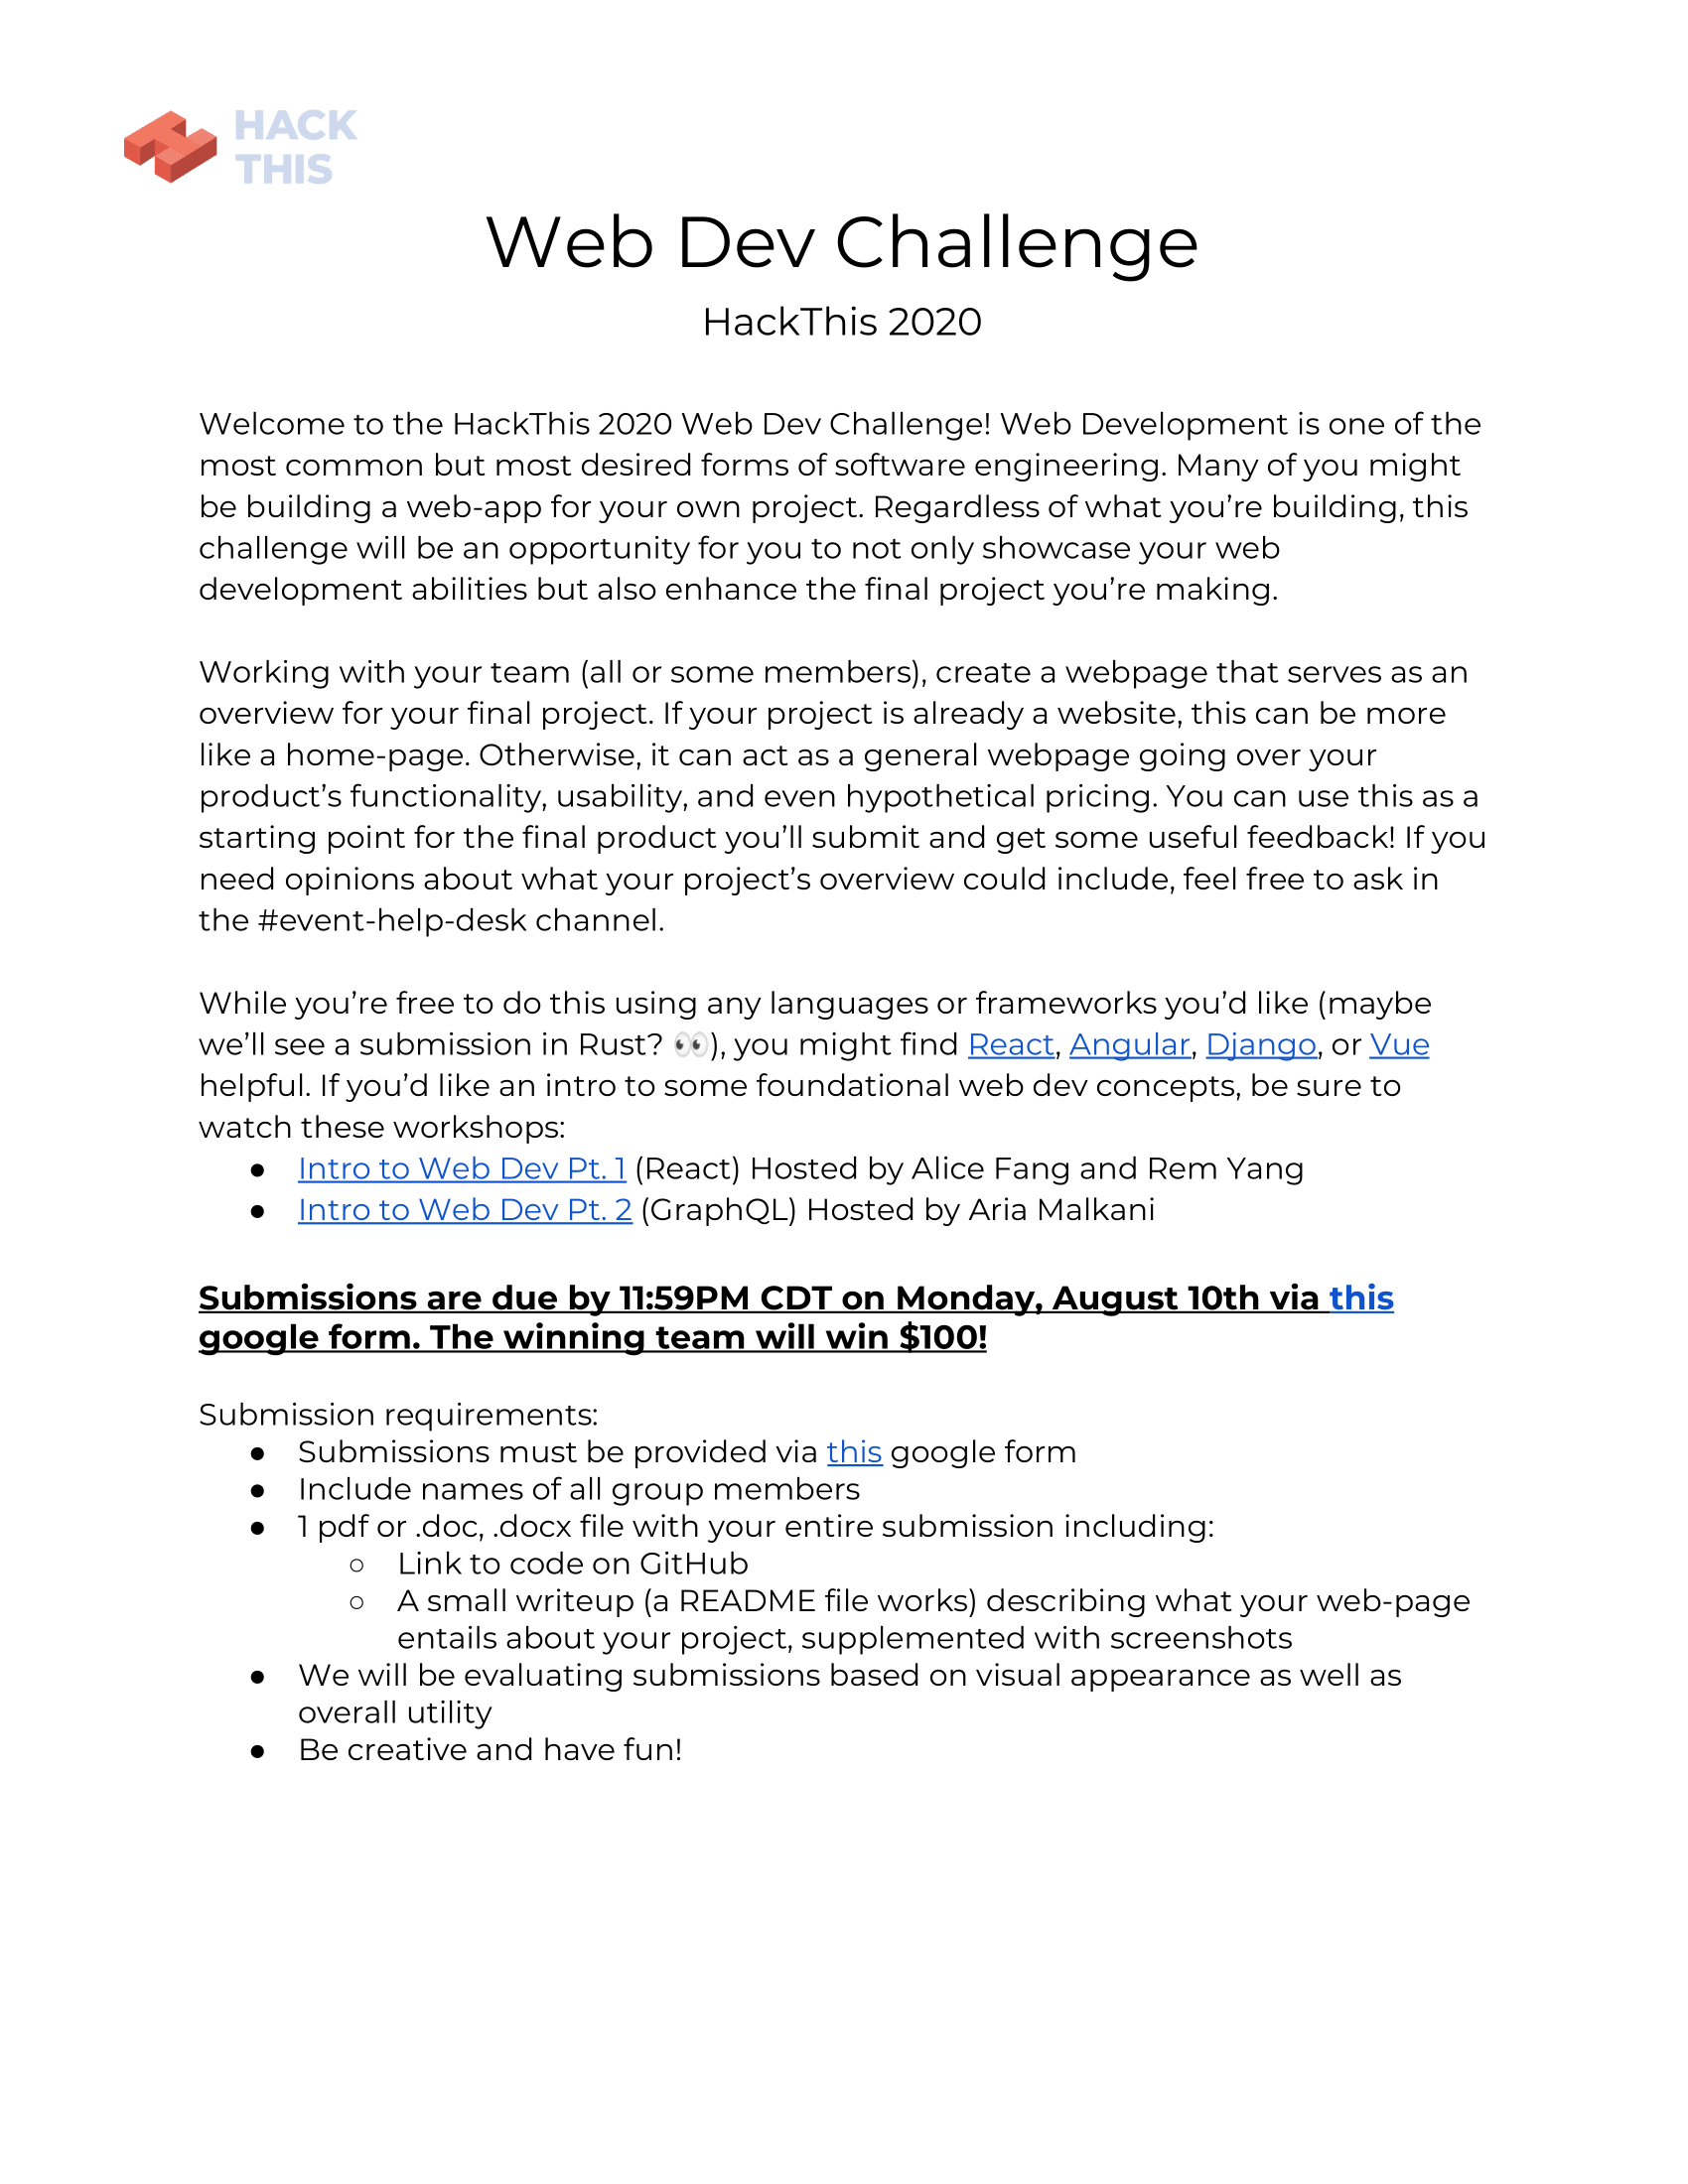 HACK
THIS
Web Dev Challenge
HackThis 2020
Welcome to the HackThis 2020 Web Dev Challenge! Web Development is one of the
most common but most desired forms of software engineering. Many of you might
be building a web-app for your own project. Regardless of what you’re building, this
challenge will be an opportunity for you to not only showcase your web
development abilities but also enhance the final project you’re making.
Working with your team (all or some members), create a webpage that serves as an
overview for your final project. If your project is already a website, this can be more
like a home-page. Otherwise, it can act as a general webpage going over your
product’s functionality, usability, and even hypothetical pricing. You can use this as a
starting point for the final product you’ll submit and get some useful feedback! If you
need opinions about what your project’s overview could include, feel free to ask in
the #event-help-desk channel.
While you’re free to do this using any languages or frameworks you’d like (maybe
we’ll see a submission in Rust? 👀), you might find React, Angular, Django, or Vue
helpful. If you’d like an intro to some foundational web dev concepts, be sure to
watch these workshops:
● Intro to Web Dev Pt. 1 (React) Hosted by Alice Fang and Rem Yang
● Intro to Web Dev Pt. 2 (GraphQL) Hosted by Aria Malkani
Submissions are due by 11:59PM CDT on Monday, August 10th via this
google form. The winning team will win $100!
Submission requirements:
● Submissions must be provided via this google form
● Include names of all group members
● 1 pdf or .doc, .docx file with your entire submission including:
○ Link to code on GitHub
○ A small writeup (a README file works) describing what your web-page
entails about your project, supplemented with screenshots
● We will be evaluating submissions based on visual appearance as well as
overall utility
● Be creative and have fun!